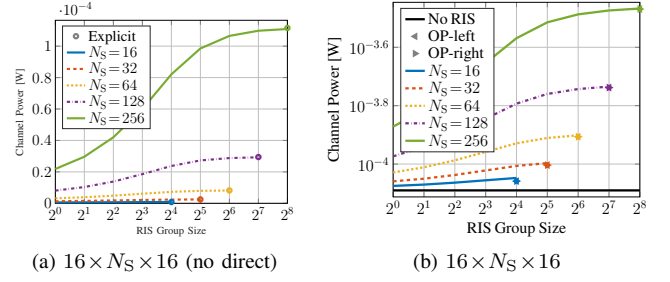 ·10⁻⁴
1
0.8
0.6
0.4
0.2
0
Channel Power [W]
Explicit
N_S = 16
N_S = 32
N_S = 64
N_S = 128
N_S = 256
2⁰ 2¹ 2² 2³ 2⁴ 2⁵ 2⁶ 2⁷ 2⁸
RIS Group Size
(a) 16×N_S×16 (no direct)
10⁻³·⁶
10⁻³·⁸
10⁻⁴
Channel Power [W]
No RIS
OP-left
OP-right
N_S = 16
N_S = 32
N_S = 64
N_S = 128
N_S = 256
2⁰ 2¹ 2² 2³ 2⁴ 2⁵ 2⁶ 2⁷ 2⁸
RIS Group Size
(b) 16×N_S×16